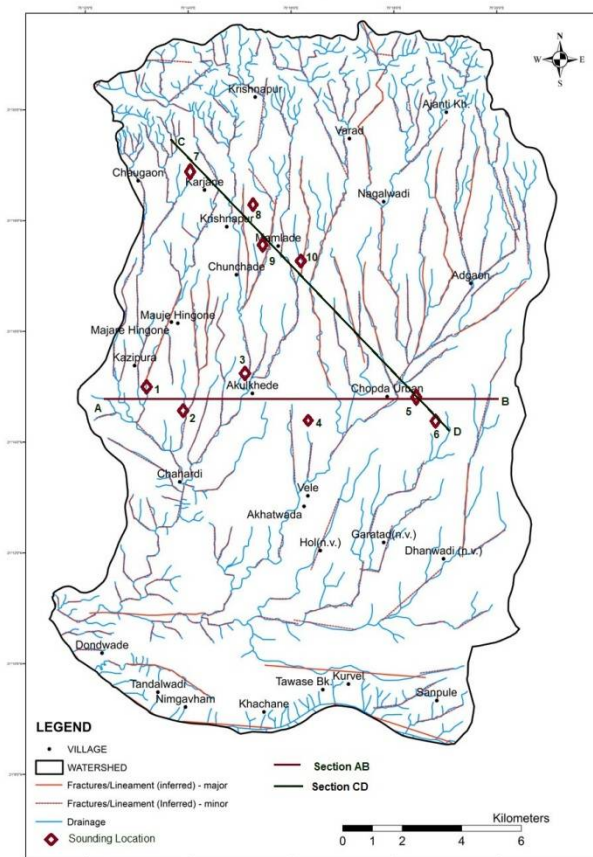 N
W E
S
Krishnapur
Ajanti Kh.
Varad
C
7
Chaugaon
Karjane
Nagalwadi
8
Krishnapur
Mamlade
9
10
Chunchade
Adgaon
Mauje Hingone
Majare Hingone
Kazipura
3
1
Akulkhede
Chopda Urban
A
B
2
5
4
6
D
Chahardi
Vele
Akhatwada
Garatad(n.v.)
Hol(n.v.)
Dhanwadi (n.v.)
Dondwade
Tandalwadi
Tawase Bk.
Kurvel
Sanpule
Nimgavham
Khachane
LEGEND
VILLAGE
WATERSHED
Fractures/Lineament (inferred) - major
Fractures/Lineament (Inferred) - minor
Drainage
Sounding Location
Section AB
Section CD
Kilometers
0 1 2 4 6